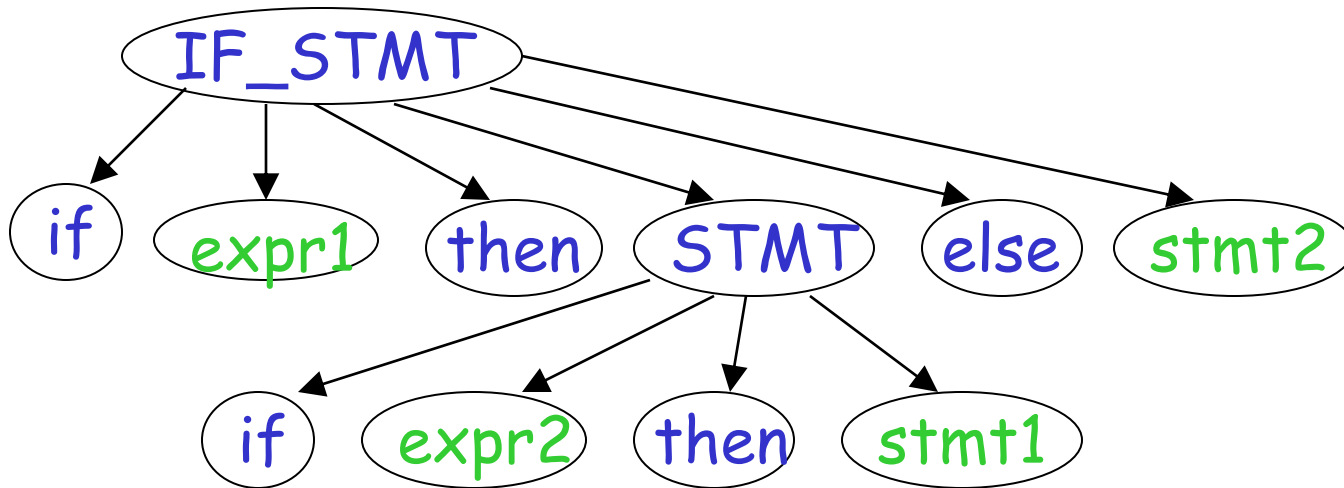 IF_STMT
if expr1 then STMT else stmt2
if expr2 then stmt1